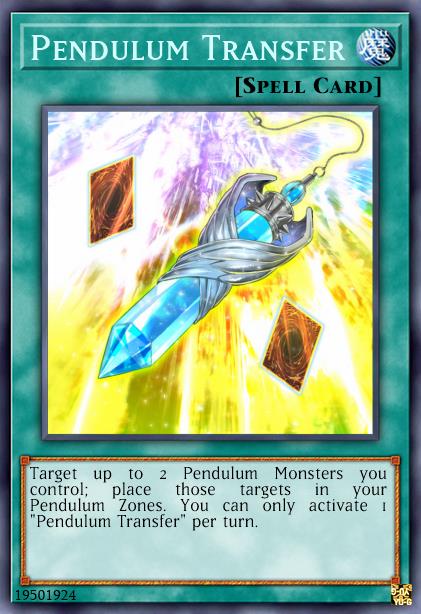 PENDULUM TRANSFER
[SPELL CARD]
Target up to 2 Pendulum Monsters you
control; place those targets in your
Pendulum Zones. You can only activate 1
"Pendulum Transfer" per turn.
19501924